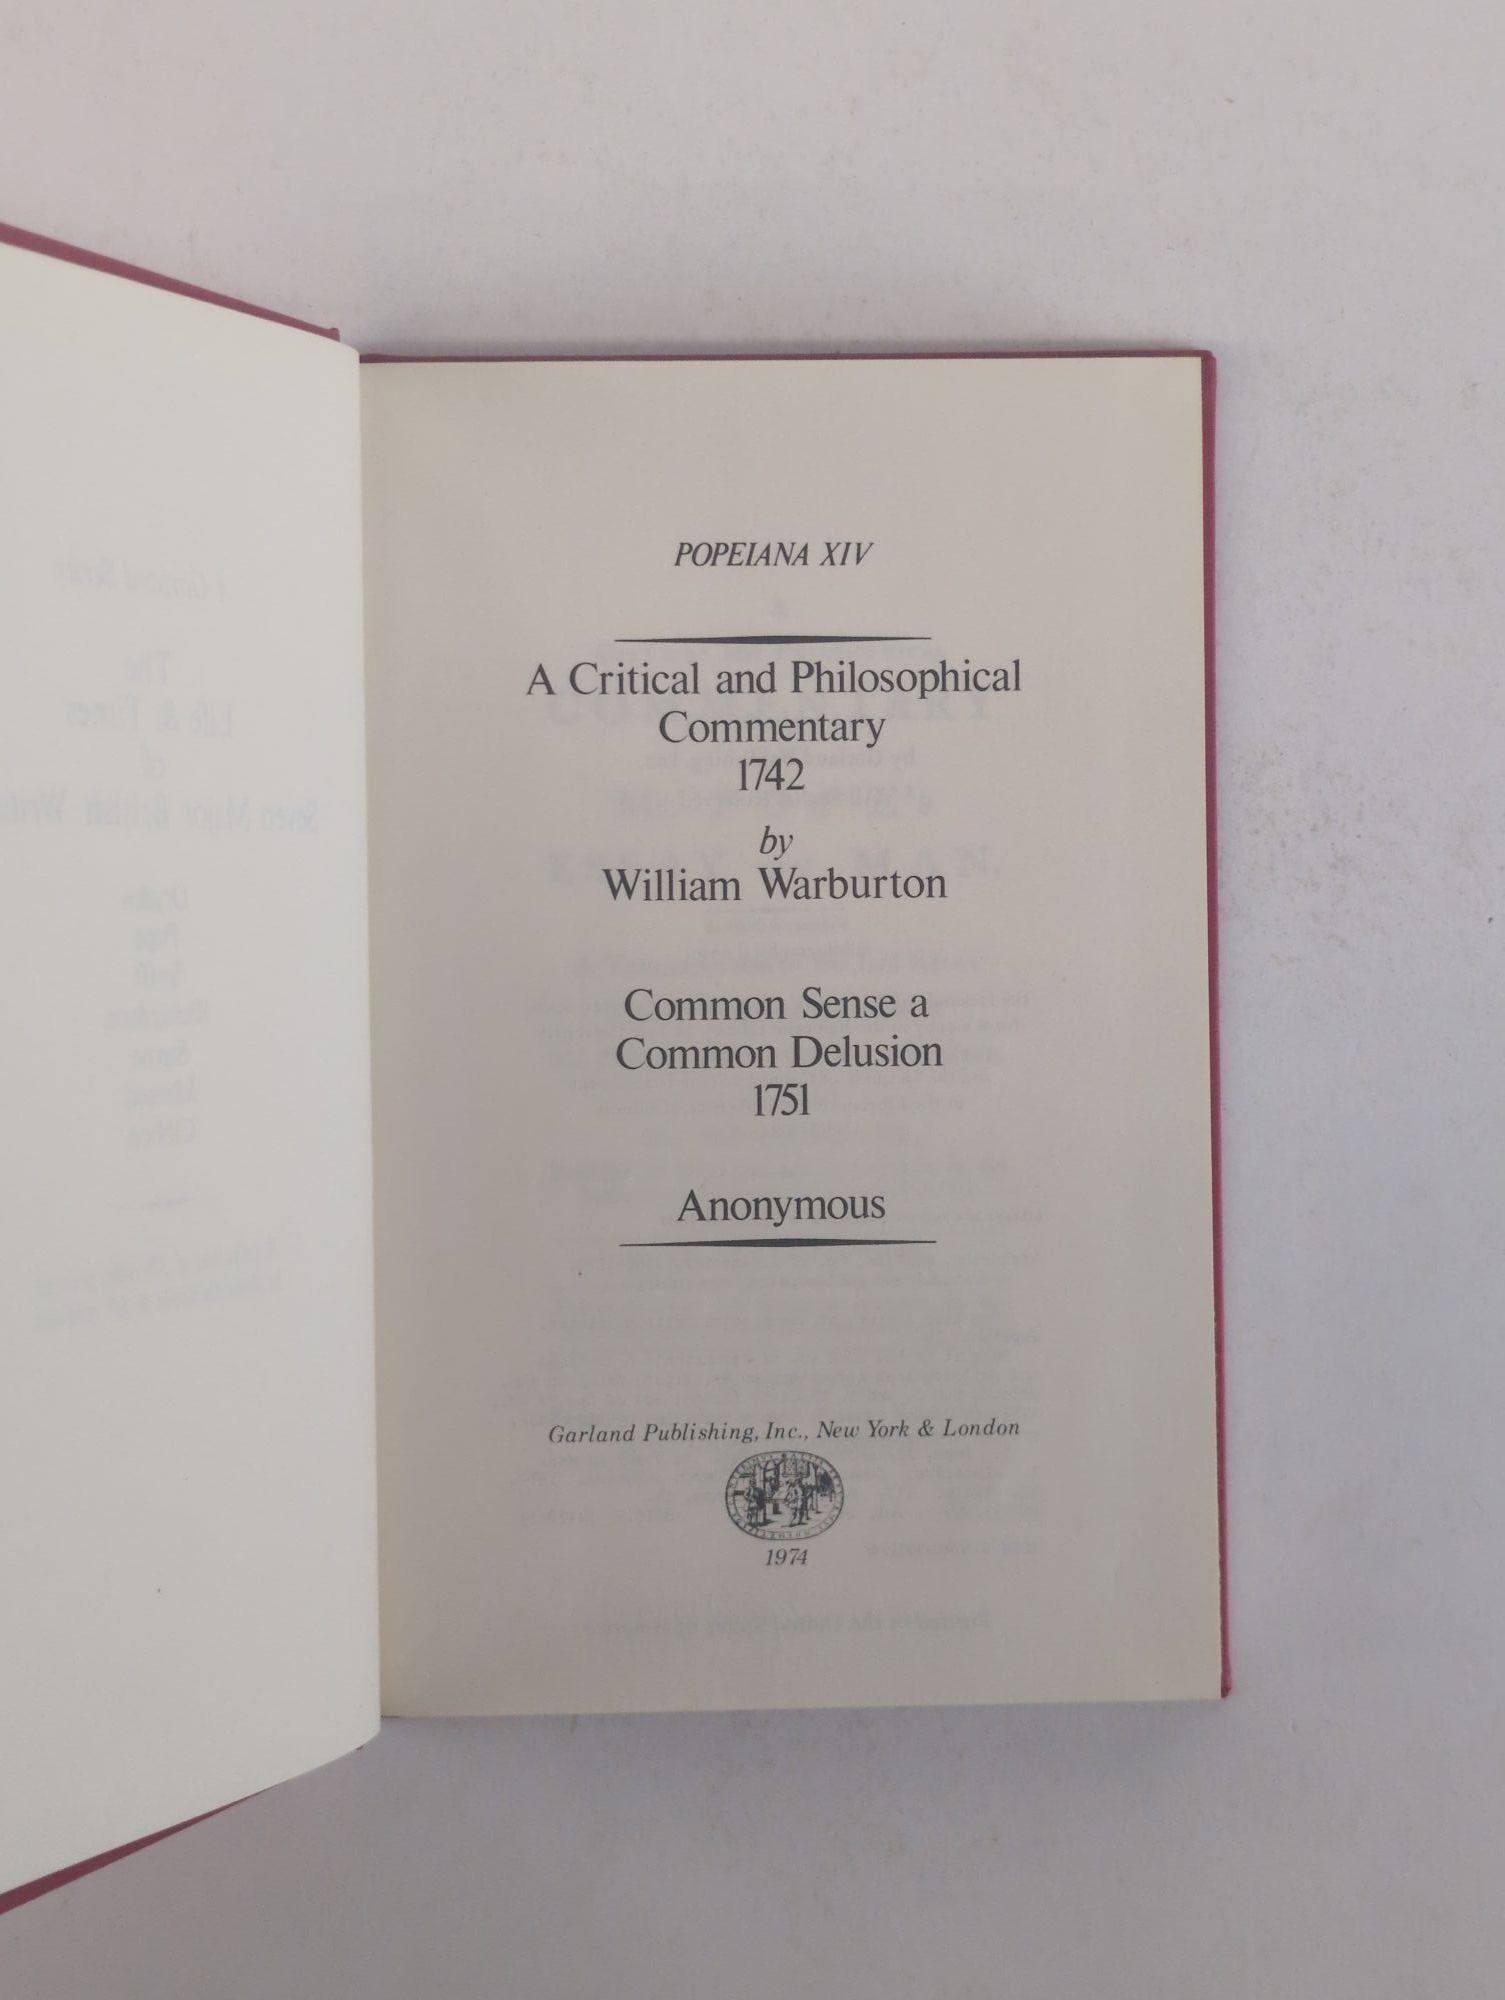 POPEIANA XIV
A Critical and Philosophical
Commentary
1742
by
William Warburton
Common Sense a
Common Delusion
1751
Anonymous
Garland Publishing, Inc., New York & London
1974